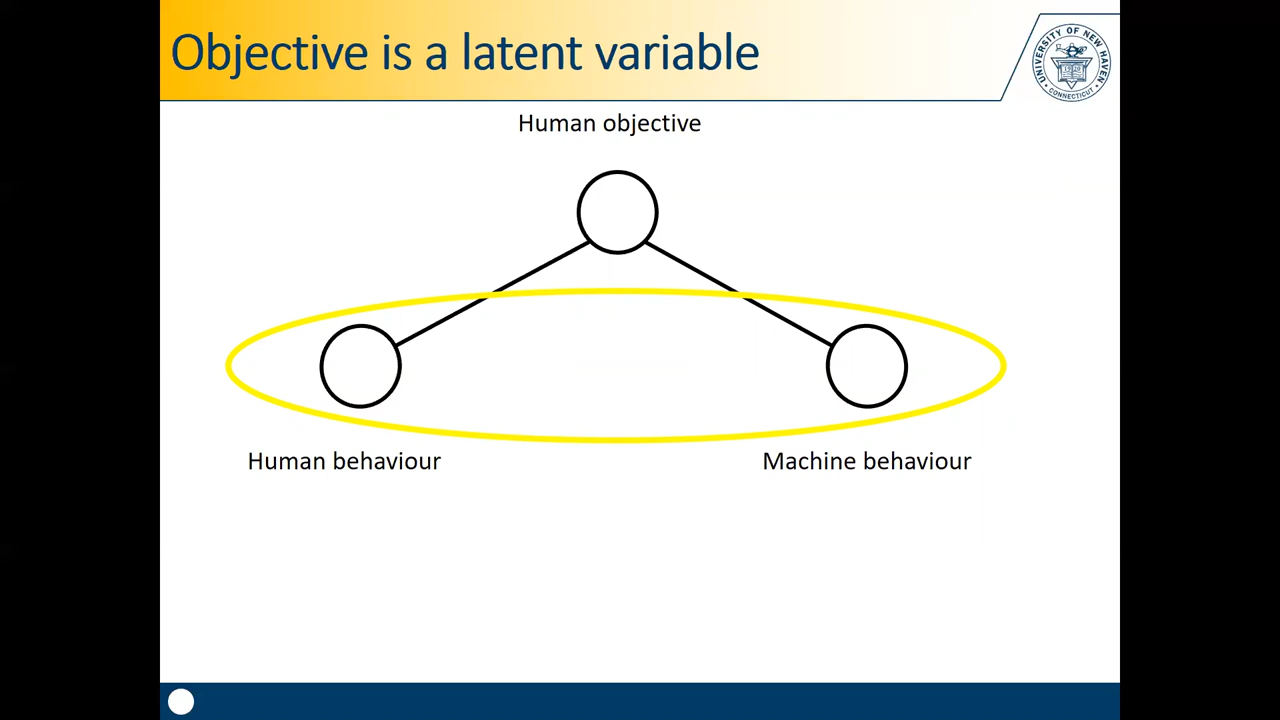 Objective is a latent variable
UNIVERSITY OF NEW HAVEN
CONNECTICUT
Human objective
Human behaviour
Machine behaviour